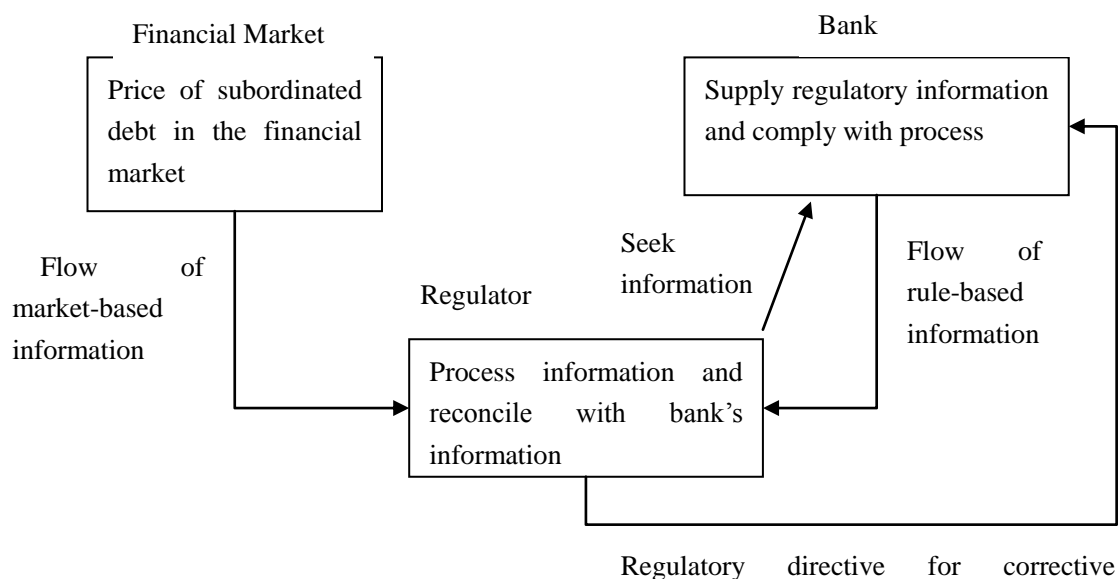 Financial Market
Price of subordinated
debt in the financial
market
Bank
Supply regulatory information
and comply with process
Flow of
market-based
information
Seek
information
Flow of
rule-based
information
Regulator
Process information and
reconcile with bank’s
information
Regulatory directive for corrective